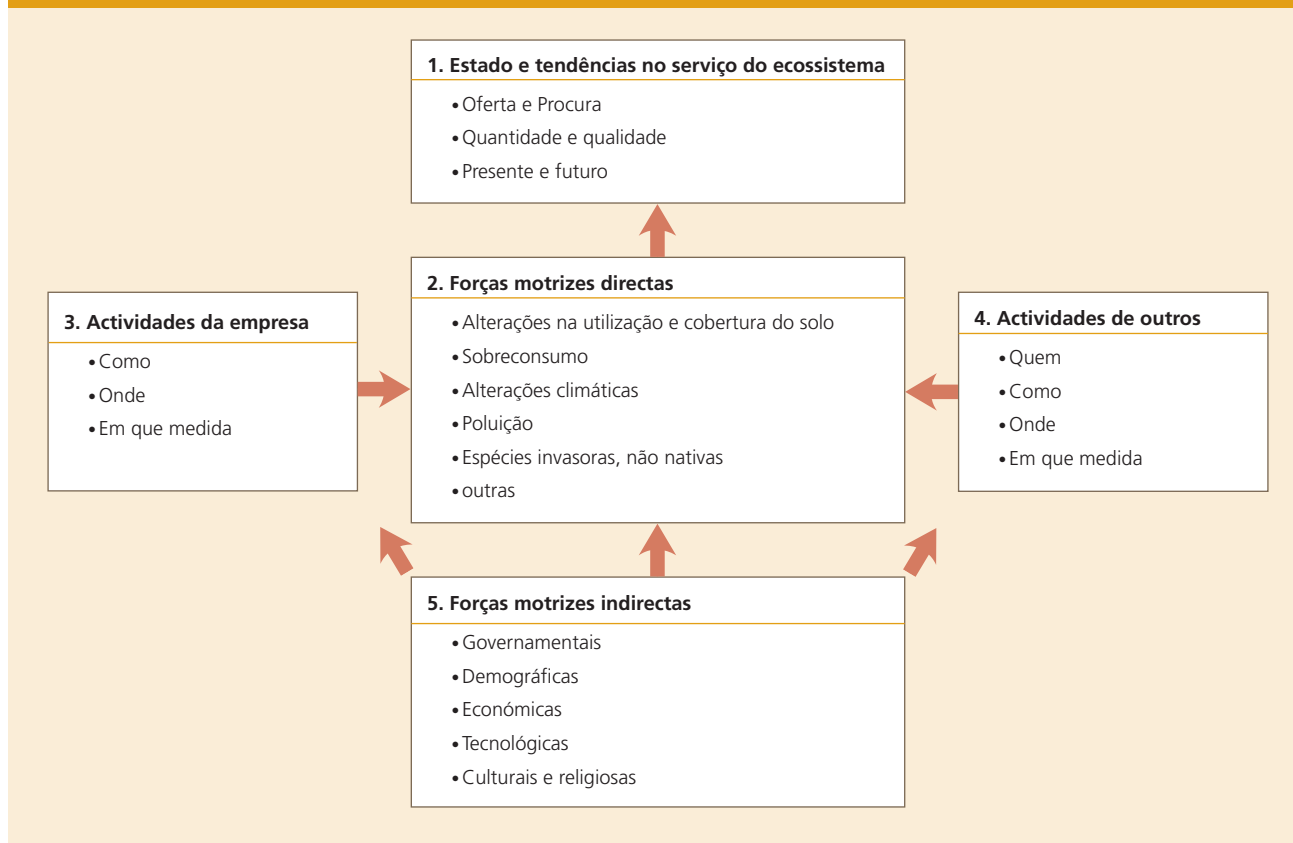 1. Estado e tendências no serviço do ecossistema
• Oferta e Procura
• Quantidade e qualidade
• Presente e futuro
2. Forças motrizes directas
• Alterações na utilização e cobertura do solo
• Sobreconsumo
• Alterações climáticas
• Poluição
• Espécies invasoras, não nativas
• outras
3. Actividades da empresa
• Como
• Onde
• Em que medida
4. Actividades de outros
• Quem
• Como
• Onde
• Em que medida
5. Forças motrizes indirectas
• Governamentais
• Demográficas
• Económicas
• Tecnológicas
• Culturais e religiosas